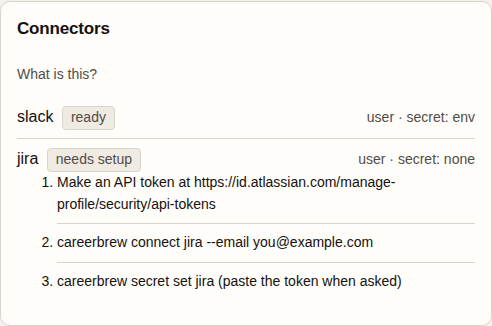 Connectors
What is this?
slack ready user · secret: env
jira needs setup user · secret: none
1. Make an API token at https://id.atlassian.com/manage-
profile/security/api-tokens
2. careerbrew connect jira --email you@example.com
3. careerbrew secret set jira (paste the token when asked)